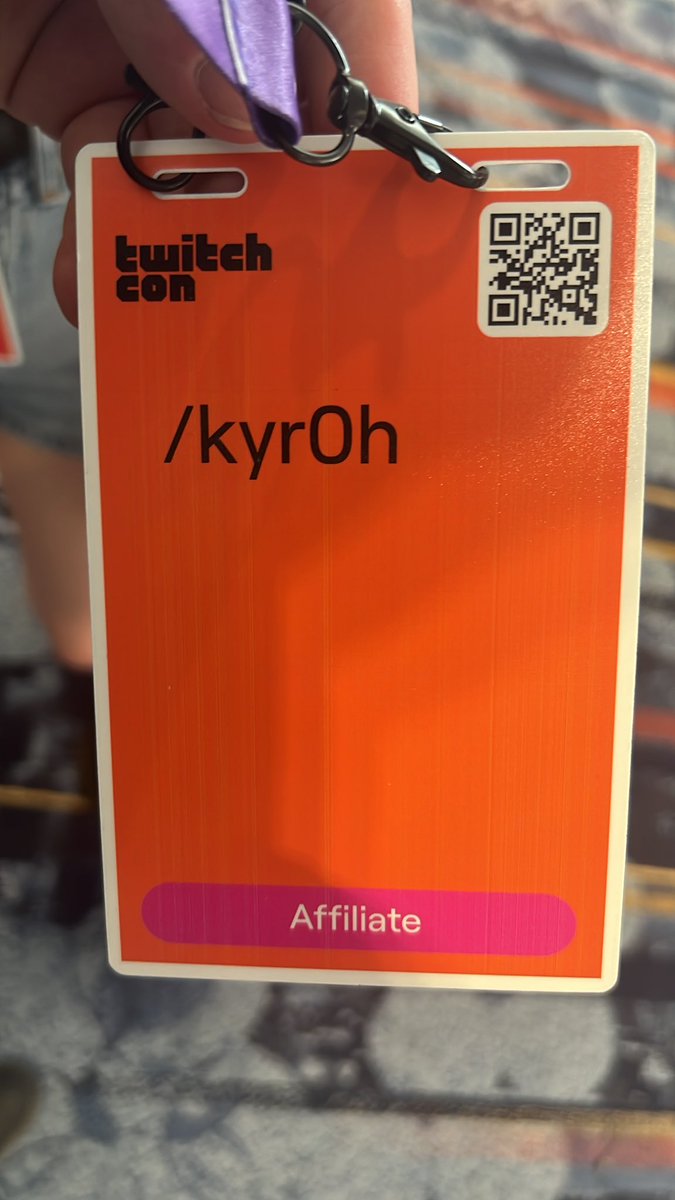 twitch
con
/kyr0h
Affiliate